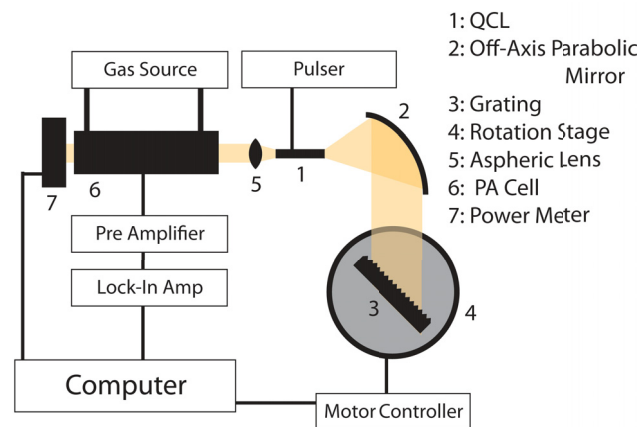 Gas Source
Pulser
1: QCL
2: Off-Axis Parabolic
Mirror
3: Grating
4: Rotation Stage
5: Aspheric Lens
6: PA Cell
7: Power Meter
2
5
1
6
7
Pre Amplifier
Lock-In Amp
3
4
Computer
Motor Controller